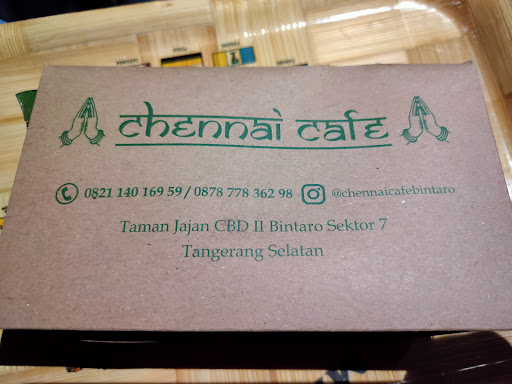 chennai cafe
0821 140 169 59 / 0878 778 362 98 @chennaicafebintaro
Taman Jajan CBD II Bintaro Sektor 7
Tangerang Selatan